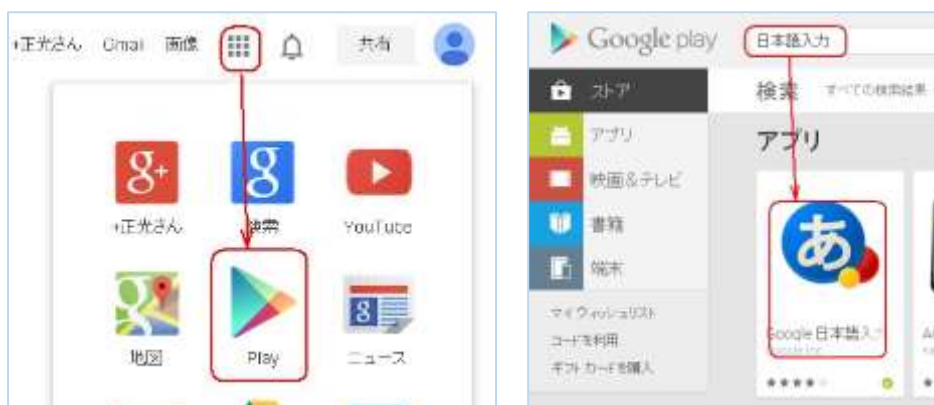 +正光さん Gmail 画像 共有
+正光さん 検索 YouTube
地図 Play ニュース
Google play 日本語入力
ストア
アプリ
映画&テレビ
書籍
端末
マイウィッシュリスト
コードを利用
ギフトカードを購入
検索 すべての検索結果
アプリ
あ
Google 日本語入